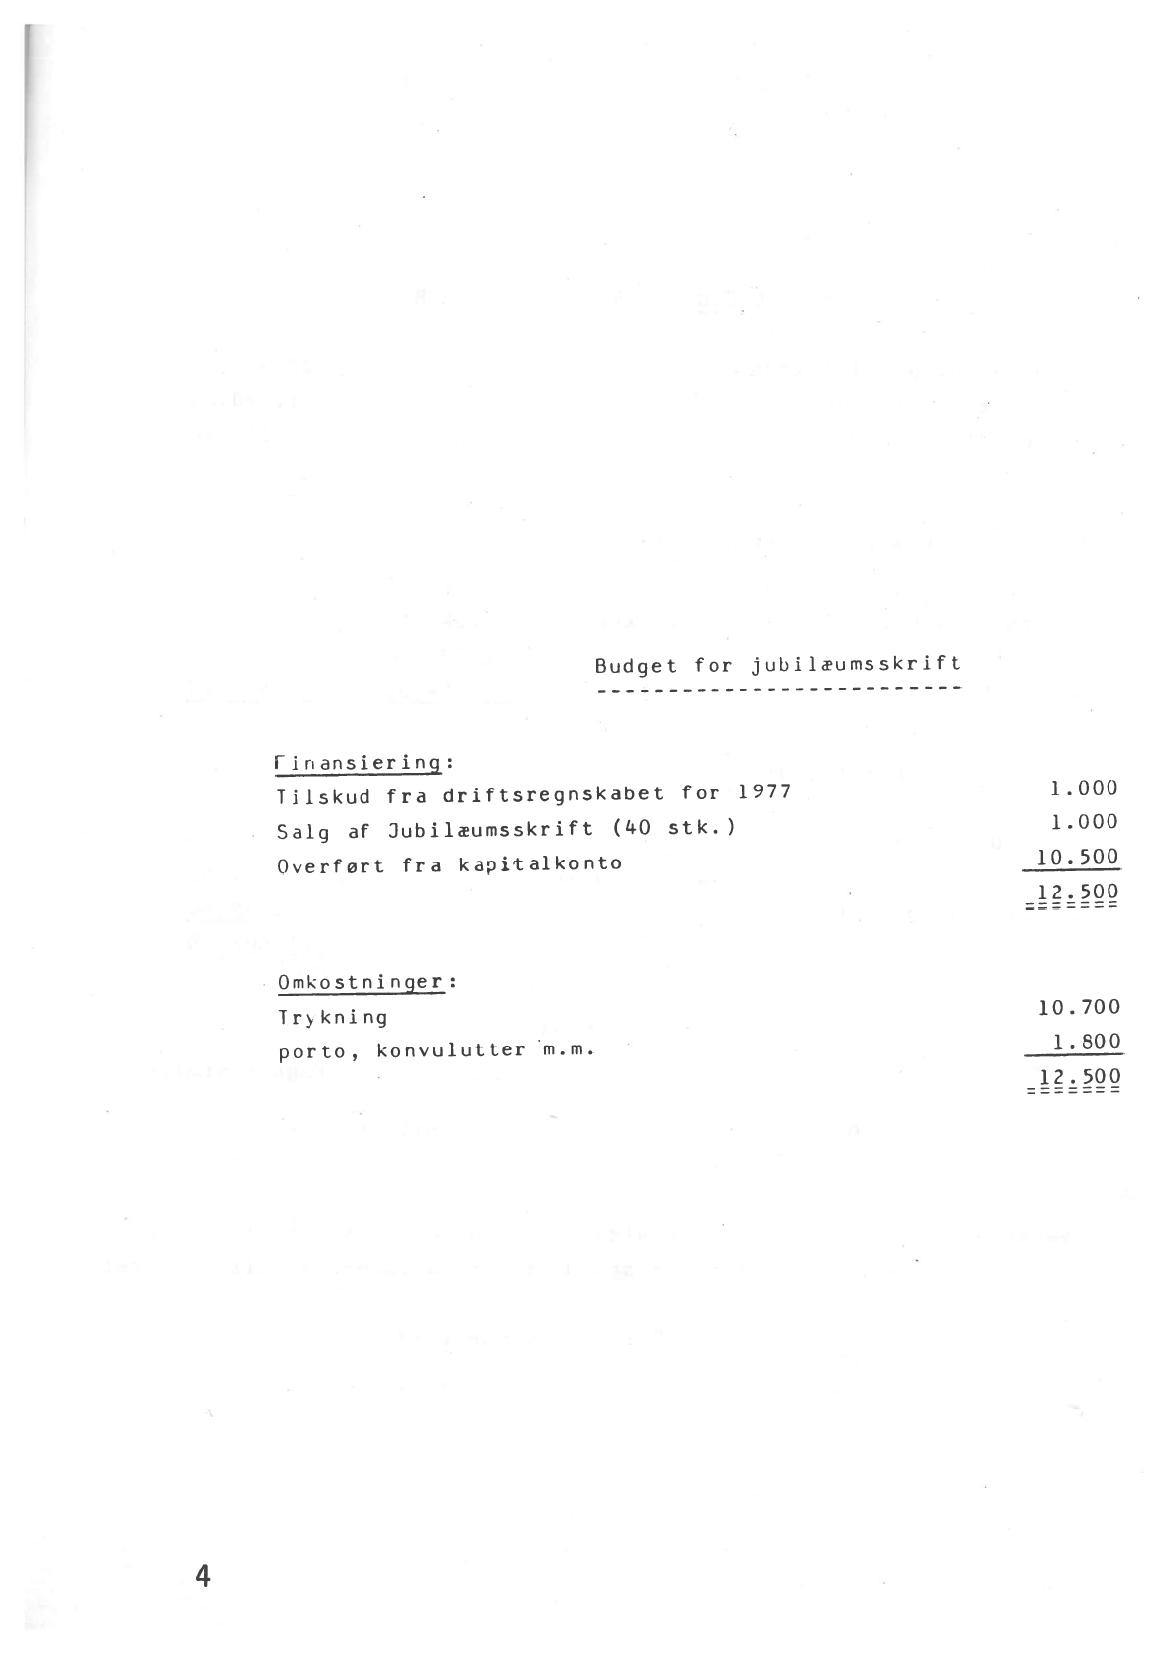 Budget for jubilæumsskrift
--------------------------
Finansiering:
Tilskud fra driftsregnskabet for 1977 1.000
Salg af Jubilæumsskrift (40 stk.) 1.000
Overført fra kapitalkonto 10.500
12.500
=======
Omkostninger:
Trykning 10.700
porto, konvulutter m.m. 1.800
12.500
=======
4